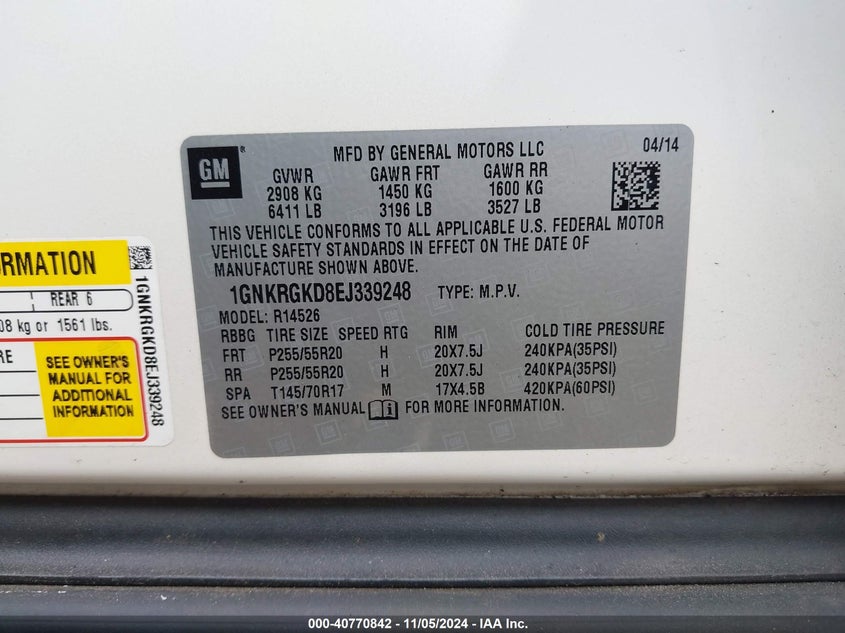 GM ®
MFD BY GENERAL MOTORS LLC 04/14
GVWR GAWR FRT GAWR RR
2908 KG 1450 KG 1600 KG
6411 LB 3196 LB 3527 LB
THIS VEHICLE CONFORMS TO ALL APPLICABLE U.S. FEDERAL MOTOR
VEHICLE SAFETY STANDARDS IN EFFECT ON THE DATE OF
MANUFACTURE SHOWN ABOVE.
1GNKRGKD8EJ339248 TYPE: M.P.V.
MODEL: R14526
RBBG TIRE SIZE SPEED RTG RIM COLD TIRE PRESSURE
FRT P255/55R20 H 20X7.5J 240KPA(35PSI)
RR P255/55R20 H 20X7.5J 240KPA(35PSI)
SPA T145/70R17 M 17X4.5B 420KPA(60PSI)
SEE OWNER'S MANUAL i FOR MORE INFORMATION.
ORMATION
REAR 6
08 kg or 1561 lbs.
RE
SEE OWNER'S
MANUAL FOR
ADDITIONAL
INFORMATION
1GNKRGKD8EJ339248
000-40770842 - 11/05/2024 - IAA Inc.